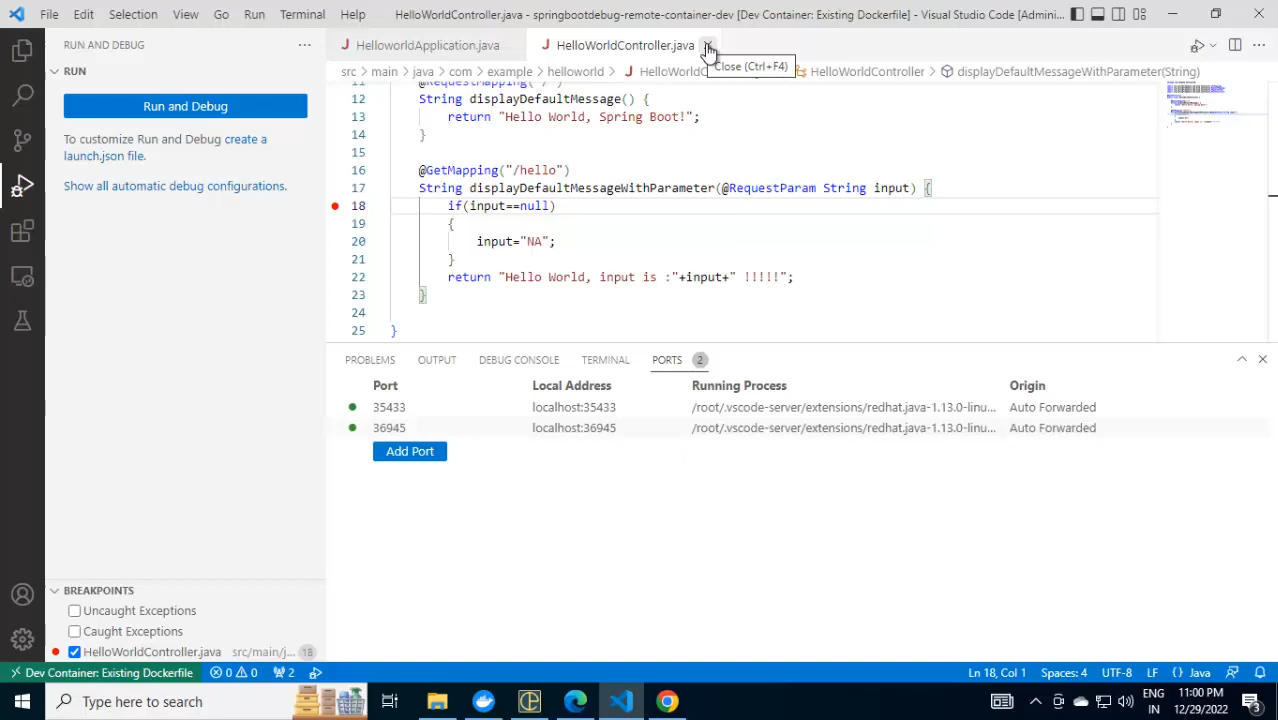 File Edit Selection View Go Run Terminal Help HelloWorldController.java - springbootdebug-remote-container-dev [Dev Container: Existing Dockerfile] - Visual Studio Code [Admini...
RUN AND DEBUG ...
HelloworldApplication.java
HelloWorldController.java
Close (Ctrl+F4)
RUN
src > main > java > com > example > helloworld > HelloWorldC HelloWorldController > displayDefaultMessageWithParameter(String)
Run and Debug
To customize Run and Debug create a
launch.json file.
Show all automatic debug configurations.
11 @RequestMapping("/")
12 String displayDefaultMessage() {
13 return "Hello World, Spring Boot!";
14 }
15
16 @GetMapping("/hello")
17 String displayDefaultMessageWithParameter(@RequestParam String input) {
18 if(input==null)
19 {
20 input="NA";
21 }
22 return "Hello World, input is :"+input+" !!!!!";
23 }
24
25 }
PROBLEMS OUTPUT DEBUG CONSOLE TERMINAL PORTS 2
Port Local Address Running Process Origin
35433 localhost:35433 /root/.vscode-server/extensions/redhat.java-1.13.0-linu... Auto Forwarded
36945 localhost:36945 /root/.vscode-server/extensions/redhat.java-1.13.0-linu... Auto Forwarded
Add Port
BREAKPOINTS
Uncaught Exceptions
Caught Exceptions
HelloWorldController.java src/main/j... 18
Dev Container: Existing Dockerfile 0 0 2 Ln 18, Col 1 Spaces: 4 UTF-8 LF {} Java
Type here to search
ENG
IN
11:00 PM
12/29/2022
3